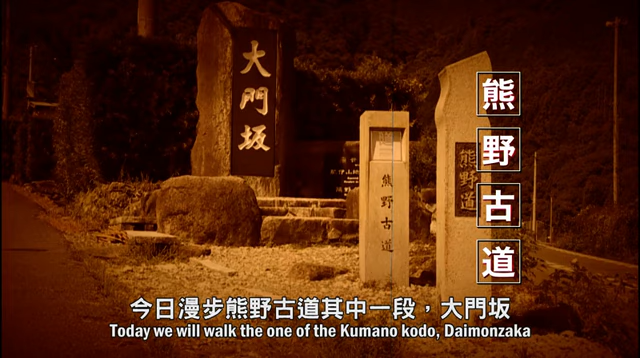 大門坂
熊野古道
熊野道
熊野古道
今日漫步熊野古道其中一段，大門坂
Today we will walk the one of the Kumano kodo, Daimonzaka